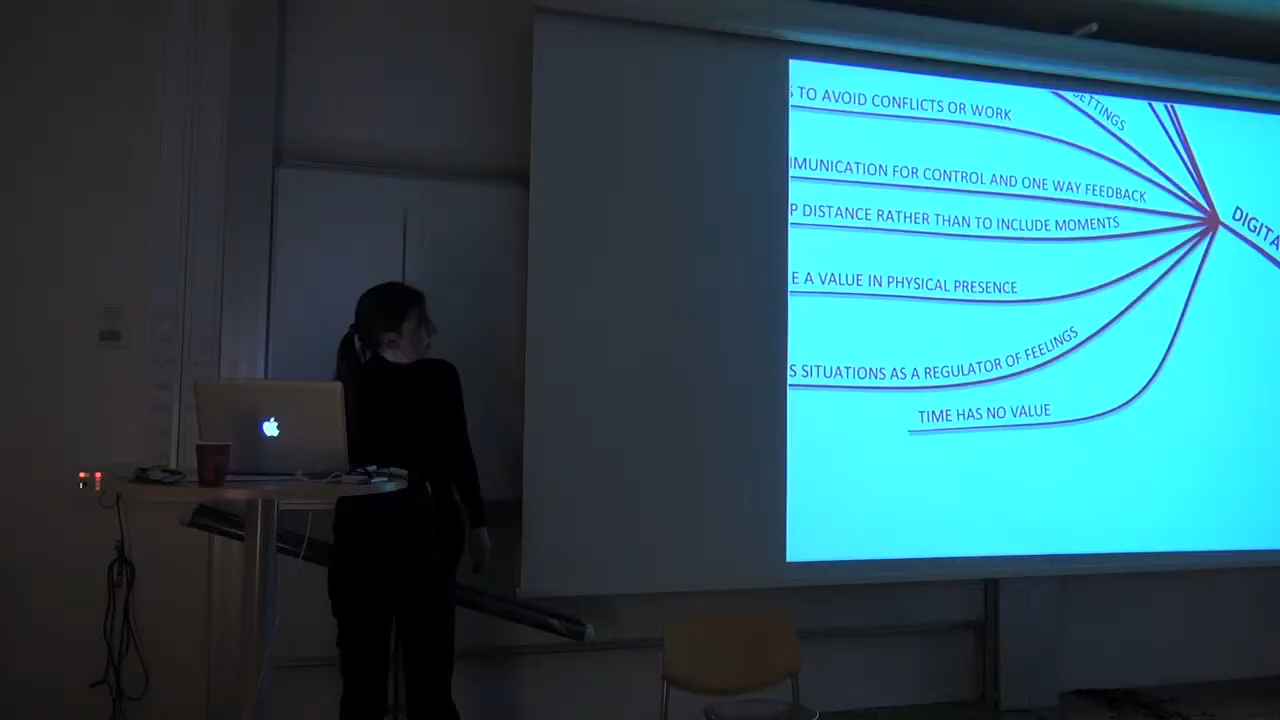 TO AVOID CONFLICTS OR WORK
SETTINGS
MUNICATION FOR CONTROL AND ONE WAY FEEDBACK
P DISTANCE RATHER THAN TO INCLUDE MOMENTS
DIGITA
E A VALUE IN PHYSICAL PRESENCE
S SITUATIONS AS A REGULATOR OF FEELINGS
TIME HAS NO VALUE